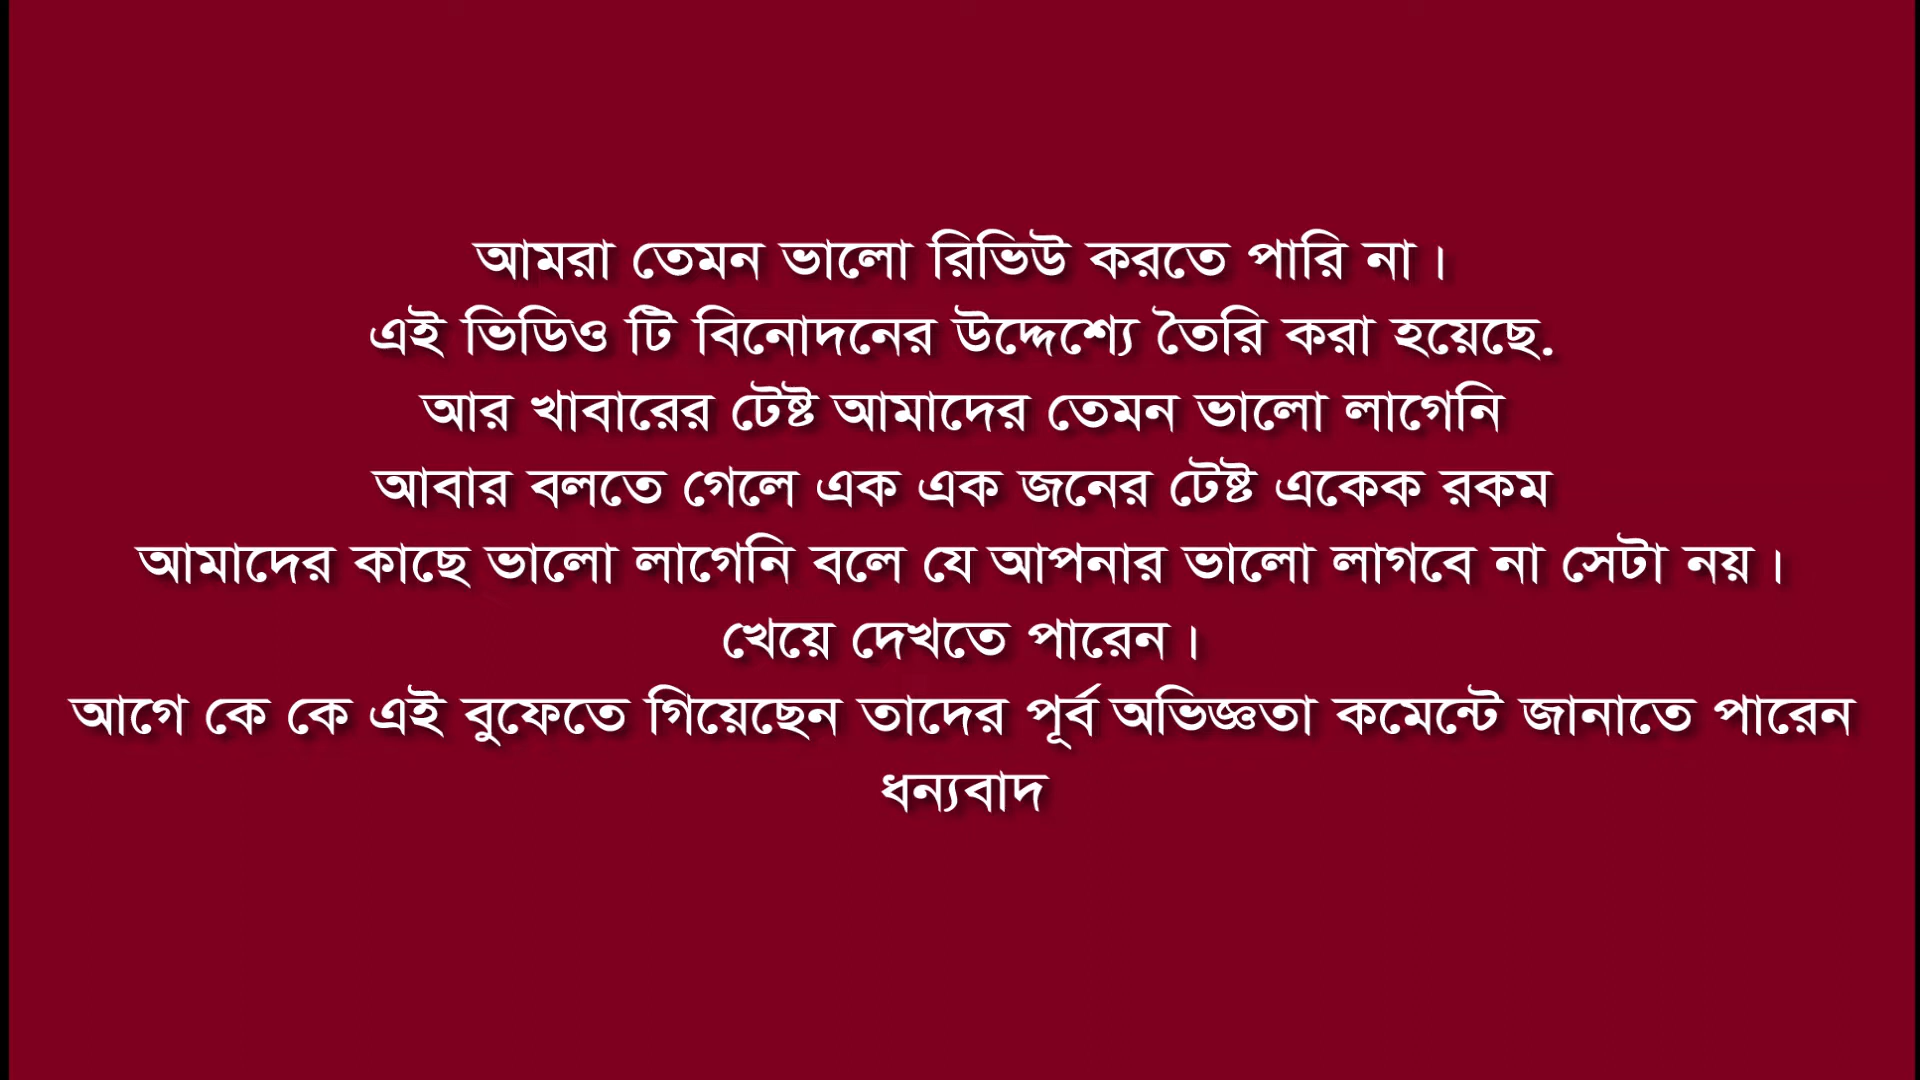 আমরা তেমন ভালো রিভিউ করতে পারি না।
এই ভিডিও টি বিনোদনের উদ্দেশ্যে তৈরি করা হয়েছে.
আর খাবারের টেষ্ট আমাদের তেমন ভালো লাগেনি
আবার বলতে গেলে এক এক জনের টেষ্ট একেক রকম
আমাদের কাছে ভালো লাগেনি বলে যে আপনার ভালো লাগবে না সেটা নয়।
খেয়ে দেখতে পারেন।
আগে কে কে এই বুফেতে গিয়েছেন তাদের পূর্ব অভিজ্ঞতা কমেন্টে জানাতে পারেন
ধন্যবাদ